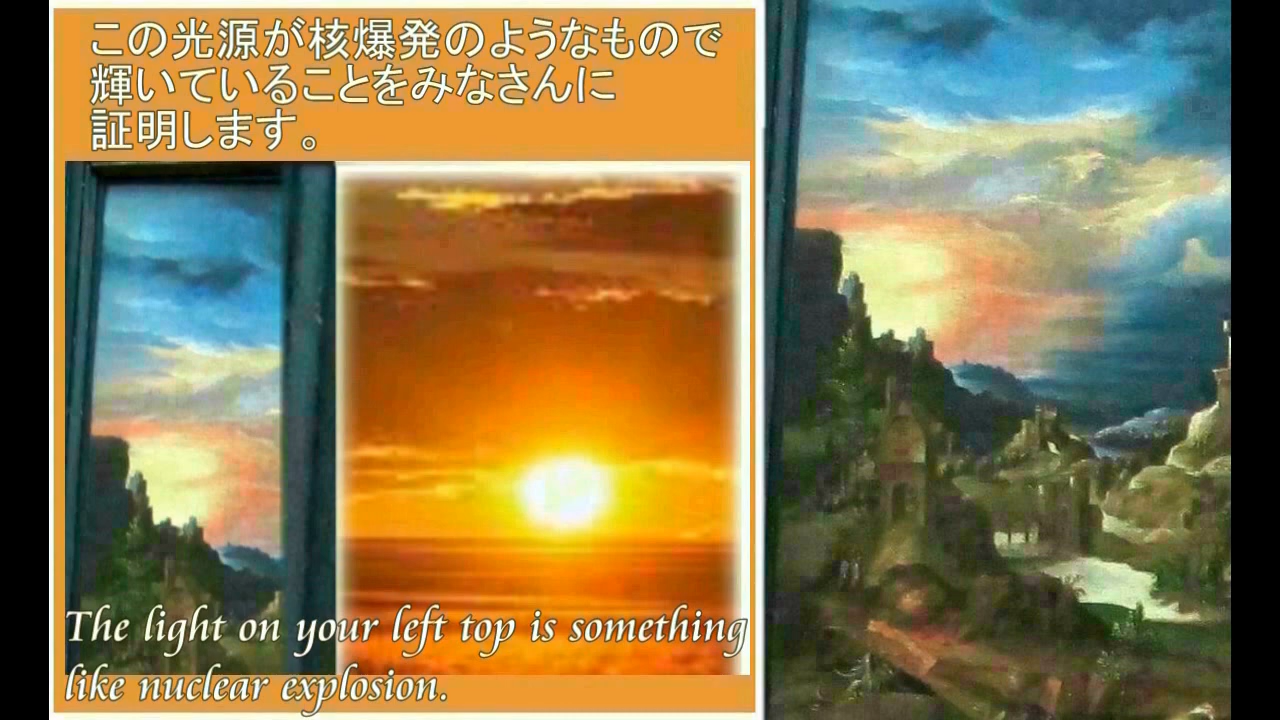 この光源が核爆発のようなもので
輝いていることをみなさんに
証明します。
The light on your left top is something
like nuclear explosion.